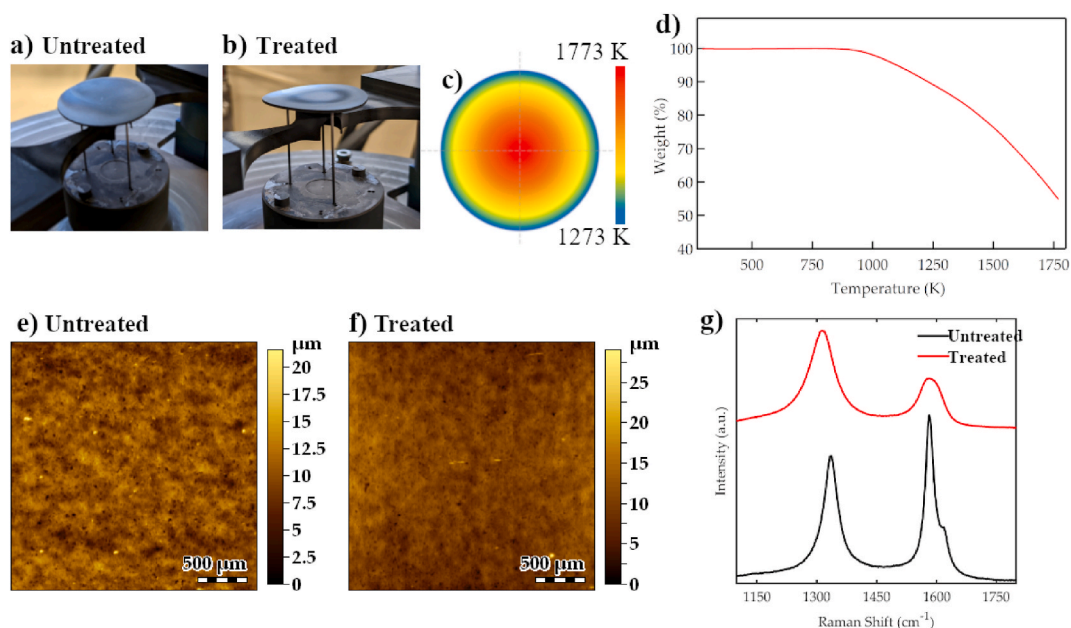 a) Untreated
b) Treated
c)
1773 K
1273 K
d)
100
90
80
70
60
50
40
Weight (%)
500
750
1000
1250
1500
1750
Temperature (K)
e) Untreated
µm
20
17.5
15
12.5
10
7.5
5
2.5
0
500 µm
f) Treated
µm
25
20
15
10
5
0
500 µm
g)
Untreated
Treated
Intensity (a.u.)
1150
1300
1450
1600
1750
Raman Shift (cm⁻¹)